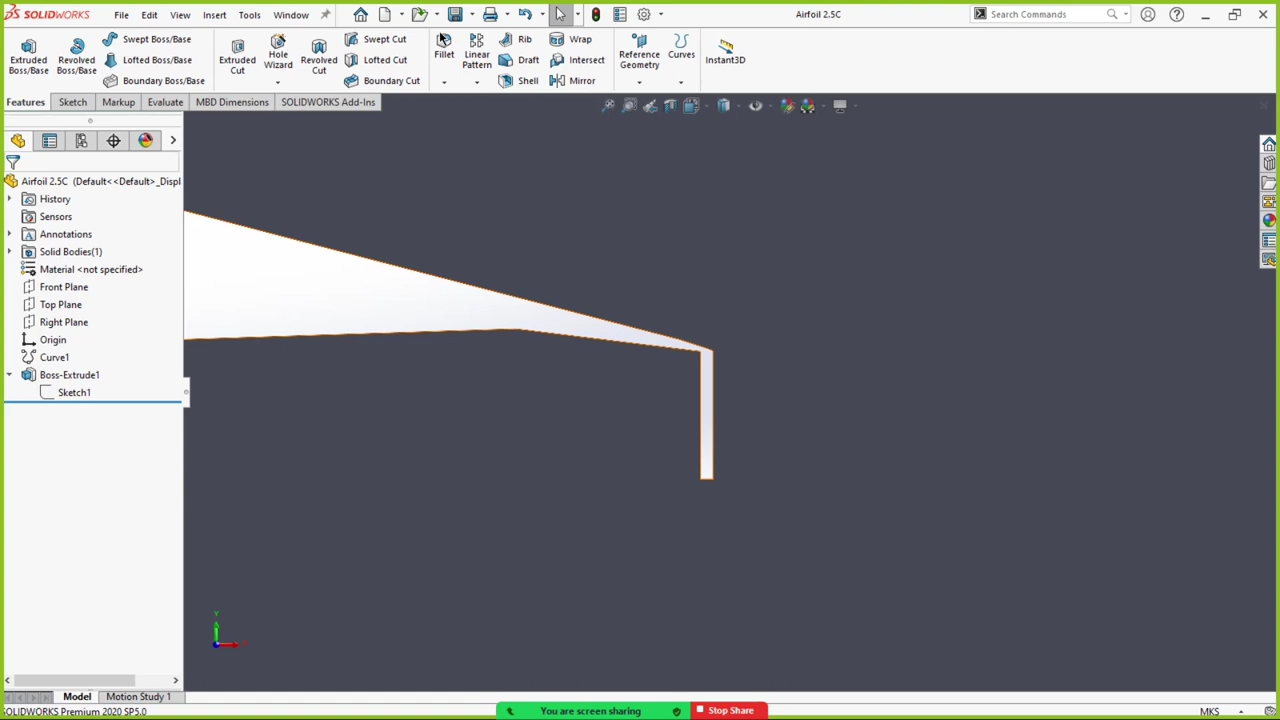 SOLIDWORKS File Edit View Insert Tools Window Airfoil 2.5C Search Commands
Extruded Boss/Base
Revolved Boss/Base
Swept Boss/Base
Lofted Boss/Base
Boundary Boss/Base
Extruded Cut
Hole Wizard
Revolved Cut
Swept Cut
Lofted Cut
Boundary Cut
Fillet
Linear Pattern
Rib
Draft
Shell
Wrap
Intersect
Mirror
Reference Geometry
Curves
Instant3D
Features Sketch Markup Evaluate MBD Dimensions SOLIDWORKS Add-Ins
Airfoil 2.5C (Default<<Default>_Displ
History
Sensors
Annotations
Solid Bodies(1)
Material <not specified>
Front Plane
Top Plane
Right Plane
Origin
Curve1
Boss-Extrude1
Sketch1
Y
Model Motion Study 1
SOLIDWORKS Premium 2020 SP5.0
You are screen sharing Stop Share
MKS